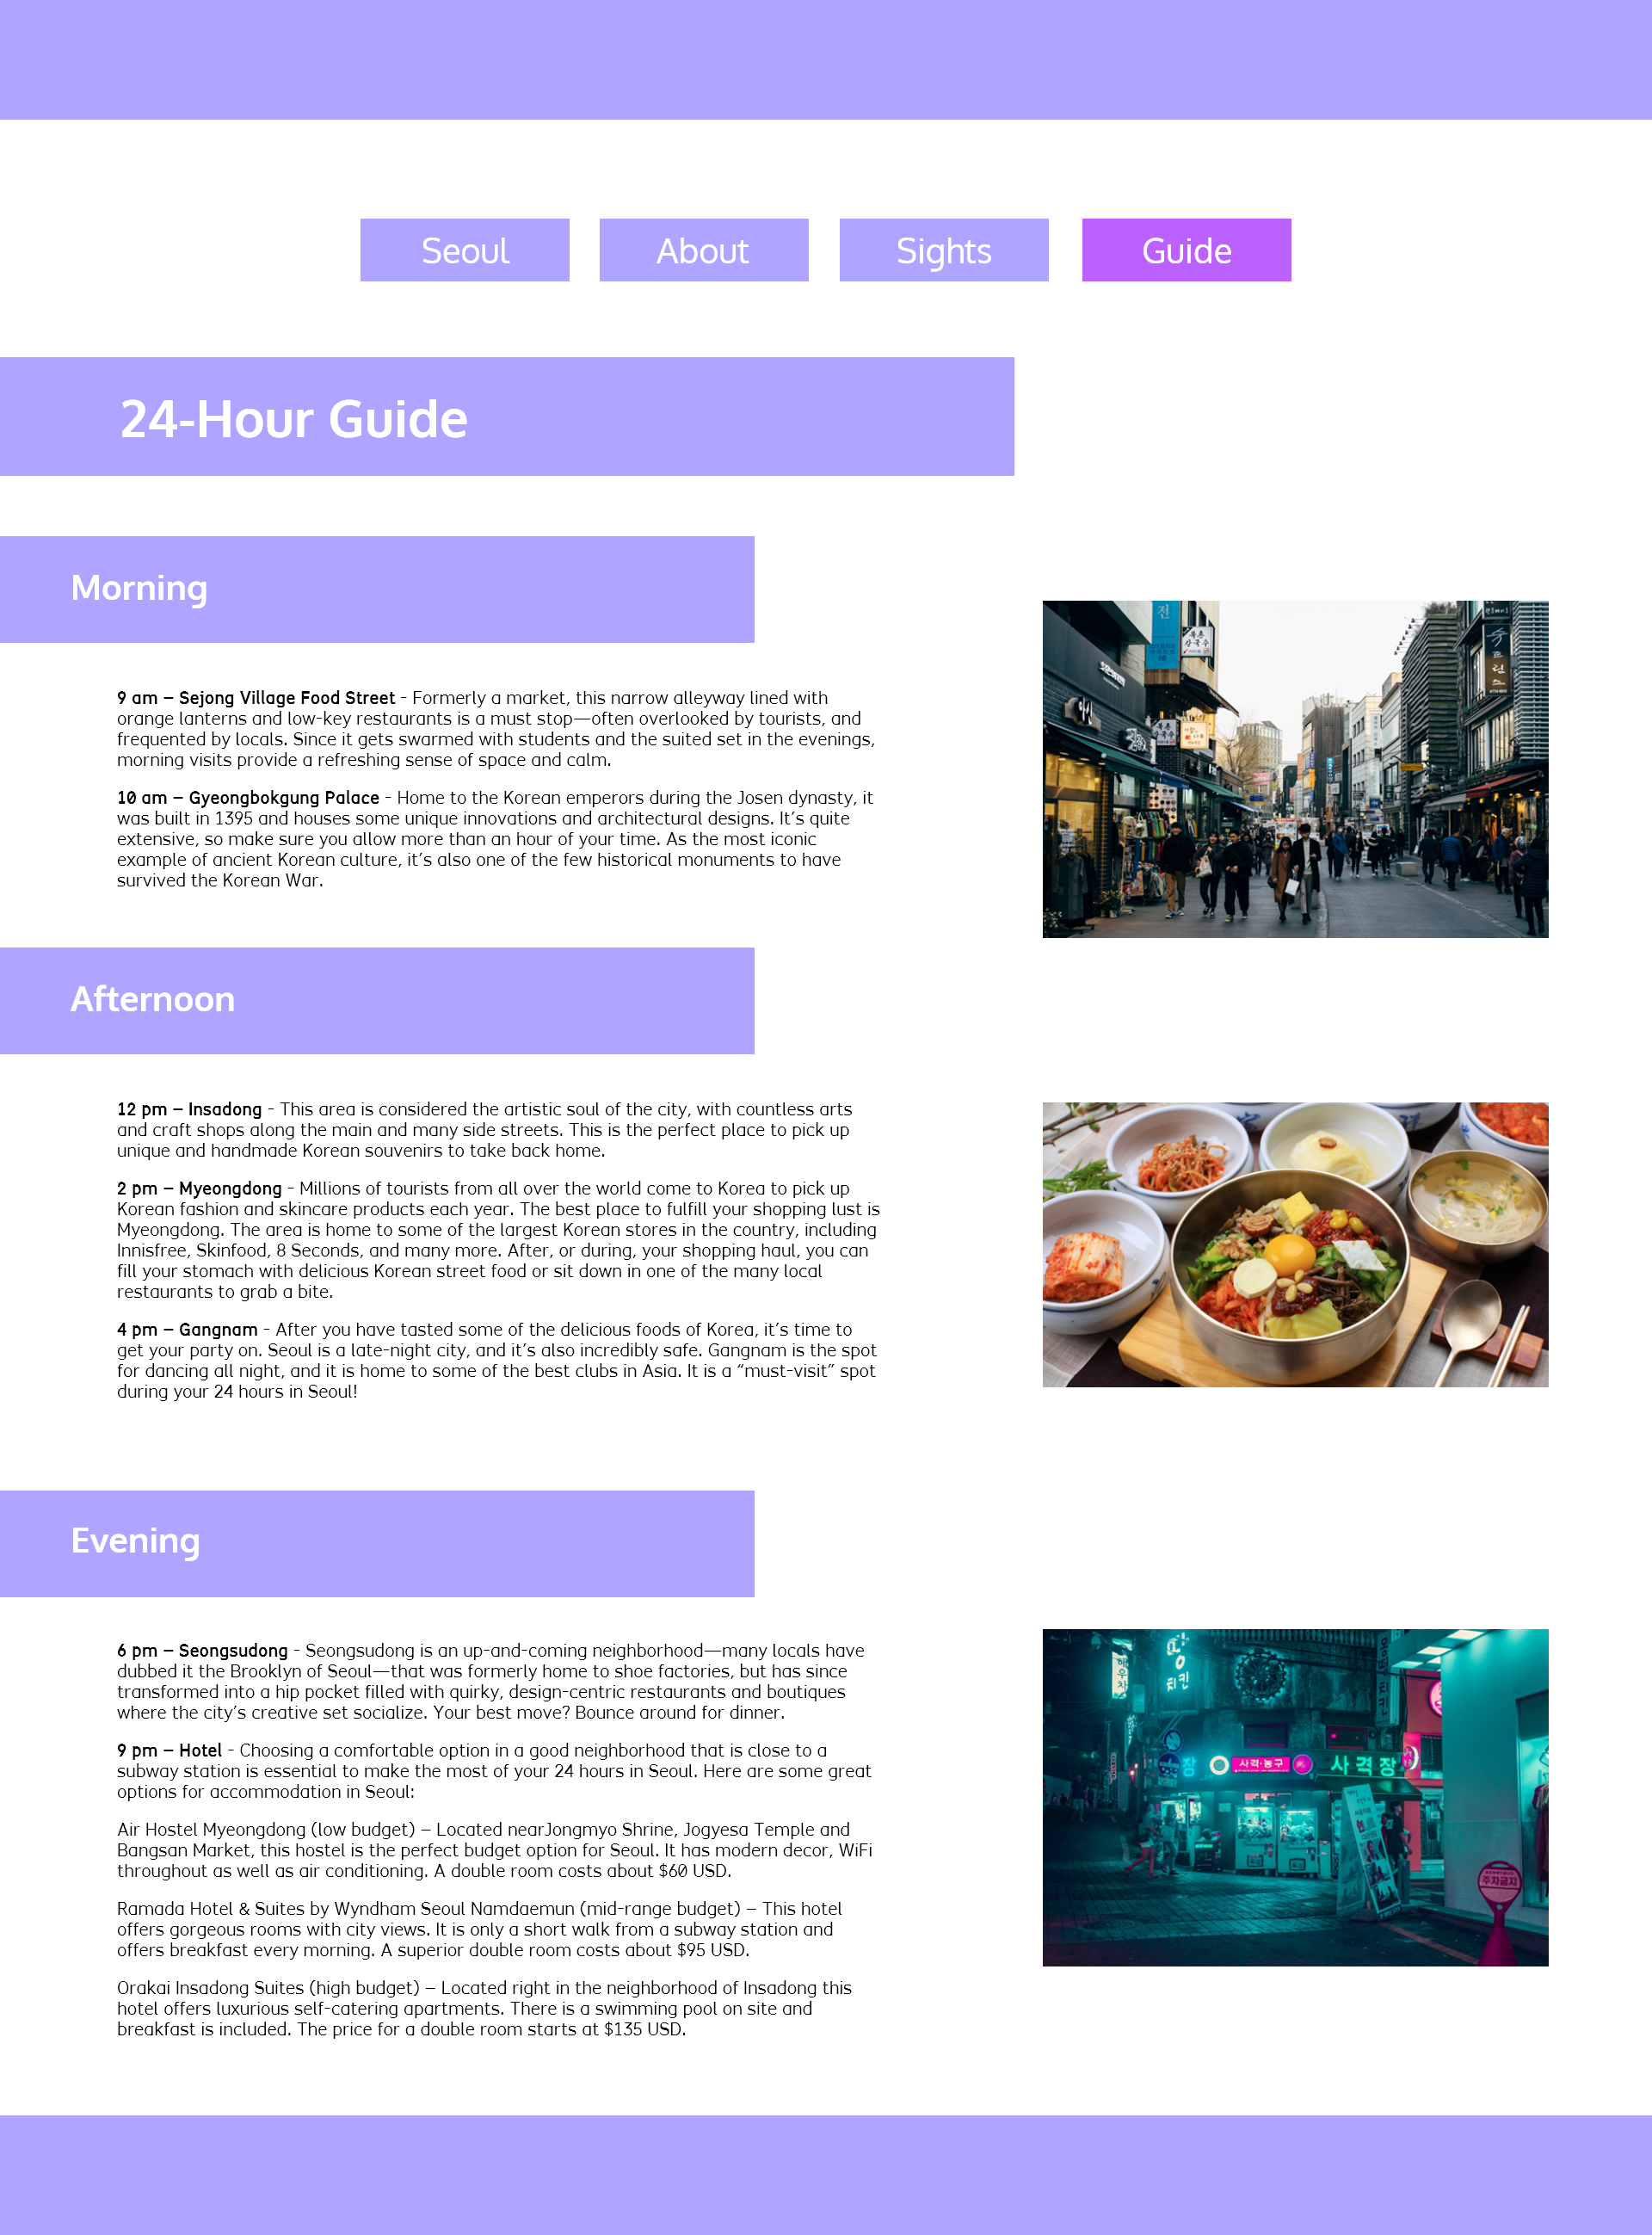 Seoul
About
Sights
Guide
24-Hour Guide
Morning
9 am – Sejong Village Food Street - Formerly a market, this narrow alleyway lined with
orange lanterns and low-key restaurants is a must stop—often overlooked by tourists, and
frequented by locals. Since it gets swarmed with students and the suited set in the evenings,
morning visits provide a refreshing sense of space and calm.
10 am – Gyeongbokgung Palace - Home to the Korean emperors during the Josen dynasty, it
was built in 1395 and houses some unique innovations and architectural designs. It's quite
extensive, so make sure you allow more than an hour of your time. As the most iconic
example of ancient Korean culture, it's also one of the few historical monuments to have
survived the Korean War.
전
북촌
칼국수
Afternoon
12 pm – Insadong - This area is considered the artistic soul of the city, with countless arts
and craft shops along the main and many side streets. This is the perfect place to pick up
unique and handmade Korean souvenirs to take back home.
2 pm – Myeongdong - Millions of tourists from all over the world come to Korea to pick up
Korean fashion and skincare products each year. The best place to fulfill your shopping lust is
Myeongdong. The area is home to some of the largest Korean stores in the country, including
Innisfree, Skinfood, 8 Seconds, and many more. After, or during, your shopping haul, you can
fill your stomach with delicious Korean street food or sit down in one of the many local
restaurants to grab a bite.
4 pm – Gangnam - After you have tasted some of the delicious foods of Korea, it's time to
get your party on. Seoul is a late-night city, and it's also incredibly safe. Gangnam is the spot
for dancing all night, and it is home to some of the best clubs in Asia. It is a “must-visit” spot
during your 24 hours in Seoul!
Evening
6 pm – Seongsudong - Seongsudong is an up-and-coming neighborhood—many locals have
dubbed it the Brooklyn of Seoul—that was formerly home to shoe factories, but has since
transformed into a hip pocket filled with quirky, design-centric restaurants and boutiques
where the city's creative set socialize. Your best move? Bounce around for dinner.
9 pm – Hotel - Choosing a comfortable option in a good neighborhood that is close to a
subway station is essential to make the most of your 24 hours in Seoul. Here are some great
options for accommodation in Seoul:
Air Hostel Myeongdong (low budget) – Located nearJongmyo Shrine, Jogyesa Temple and
Bangsan Market, this hostel is the perfect budget option for Seoul. It has modern decor, WiFi
throughout as well as air conditioning. A double room costs about $60 USD.
Ramada Hotel & Suites by Wyndham Seoul Namdaemun (mid-range budget) – This hotel
offers gorgeous rooms with city views. It is only a short walk from a subway station and
offers breakfast every morning. A superior double room costs about $95 USD.
Orakai Insadong Suites (high budget) – Located right in the neighborhood of Insadong this
hotel offers luxurious self-catering apartments. There is a swimming pool on site and
breakfast is included. The price for a double room starts at $135 USD.
치킨
장
사격·농구
사격장
주차금지